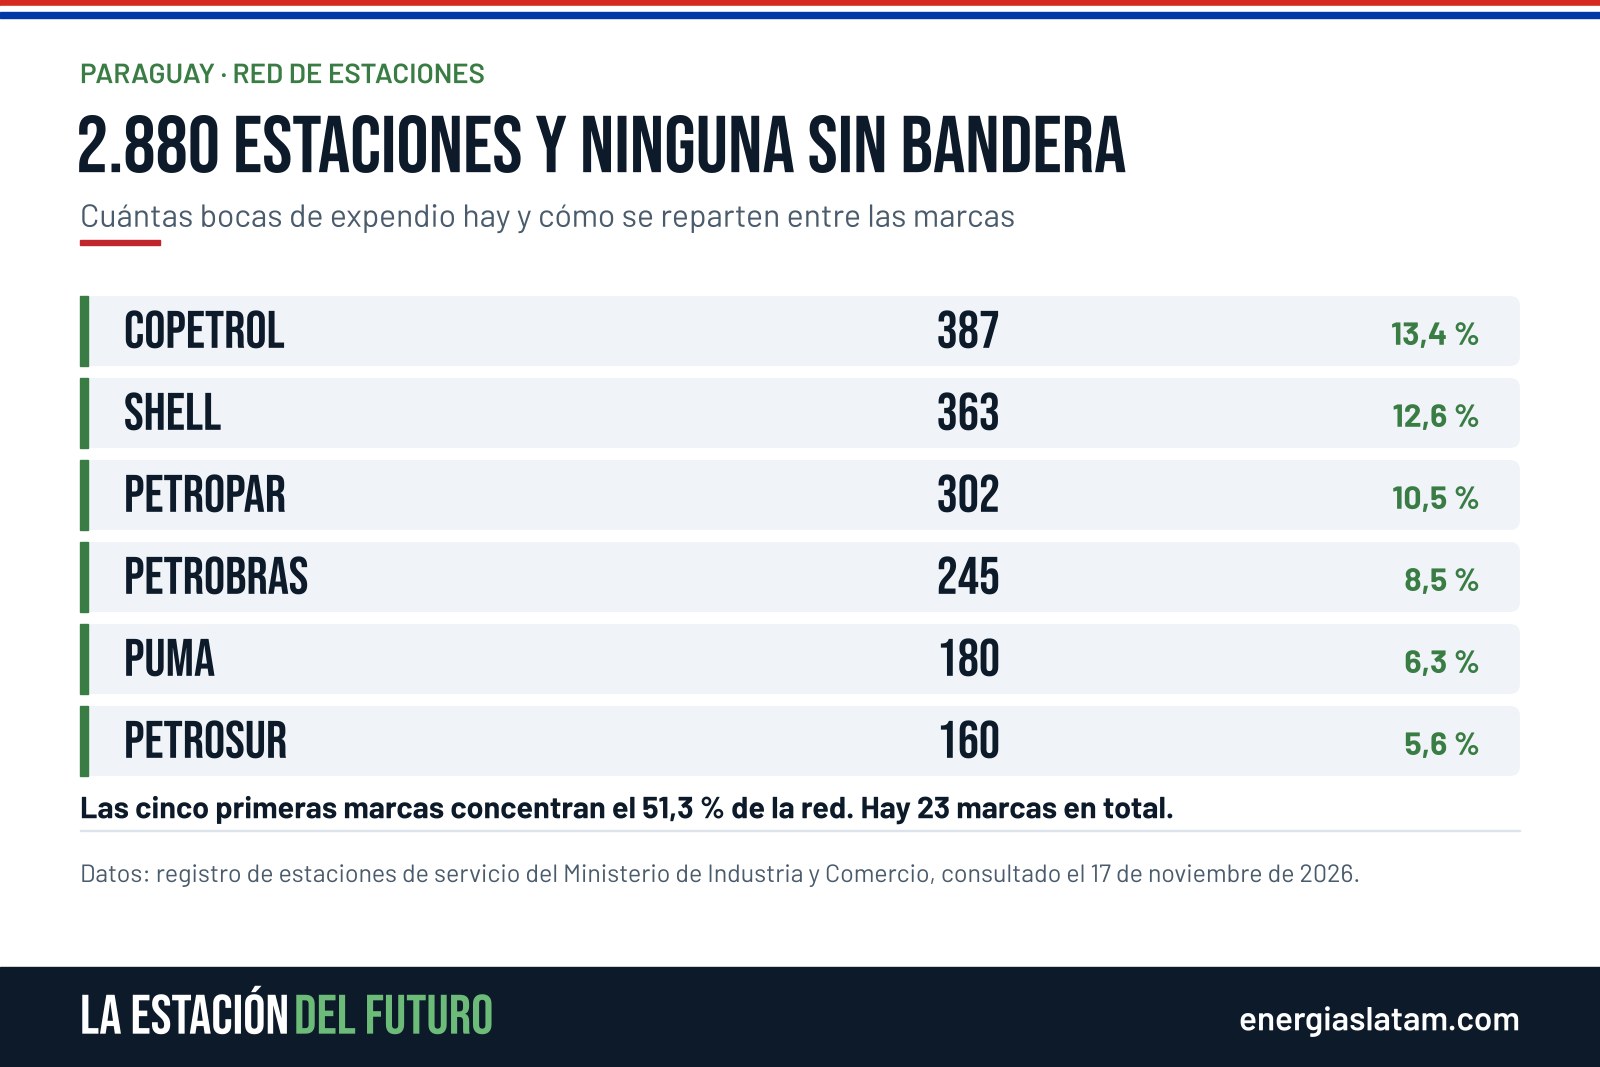 PARAGUAY · RED DE ESTACIONES
2.880 ESTACIONES Y NINGUNA SIN BANDERA
Cuántas bocas de expendio hay y cómo se reparten entre las marcas
COPETROL 387 13,4 %
SHELL 363 12,6 %
PETROPAR 302 10,5 %
PETROBRAS 245 8,5 %
PUMA 180 6,3 %
PETROSUR 160 5,6 %
Las cinco primeras marcas concentran el 51,3 % de la red. Hay 23 marcas en total.
Datos: registro de estaciones de servicio del Ministerio de Industria y Comercio, consultado el 17 de noviembre de 2026.
LA ESTACIÓN DEL FUTURO energiaslatam.com